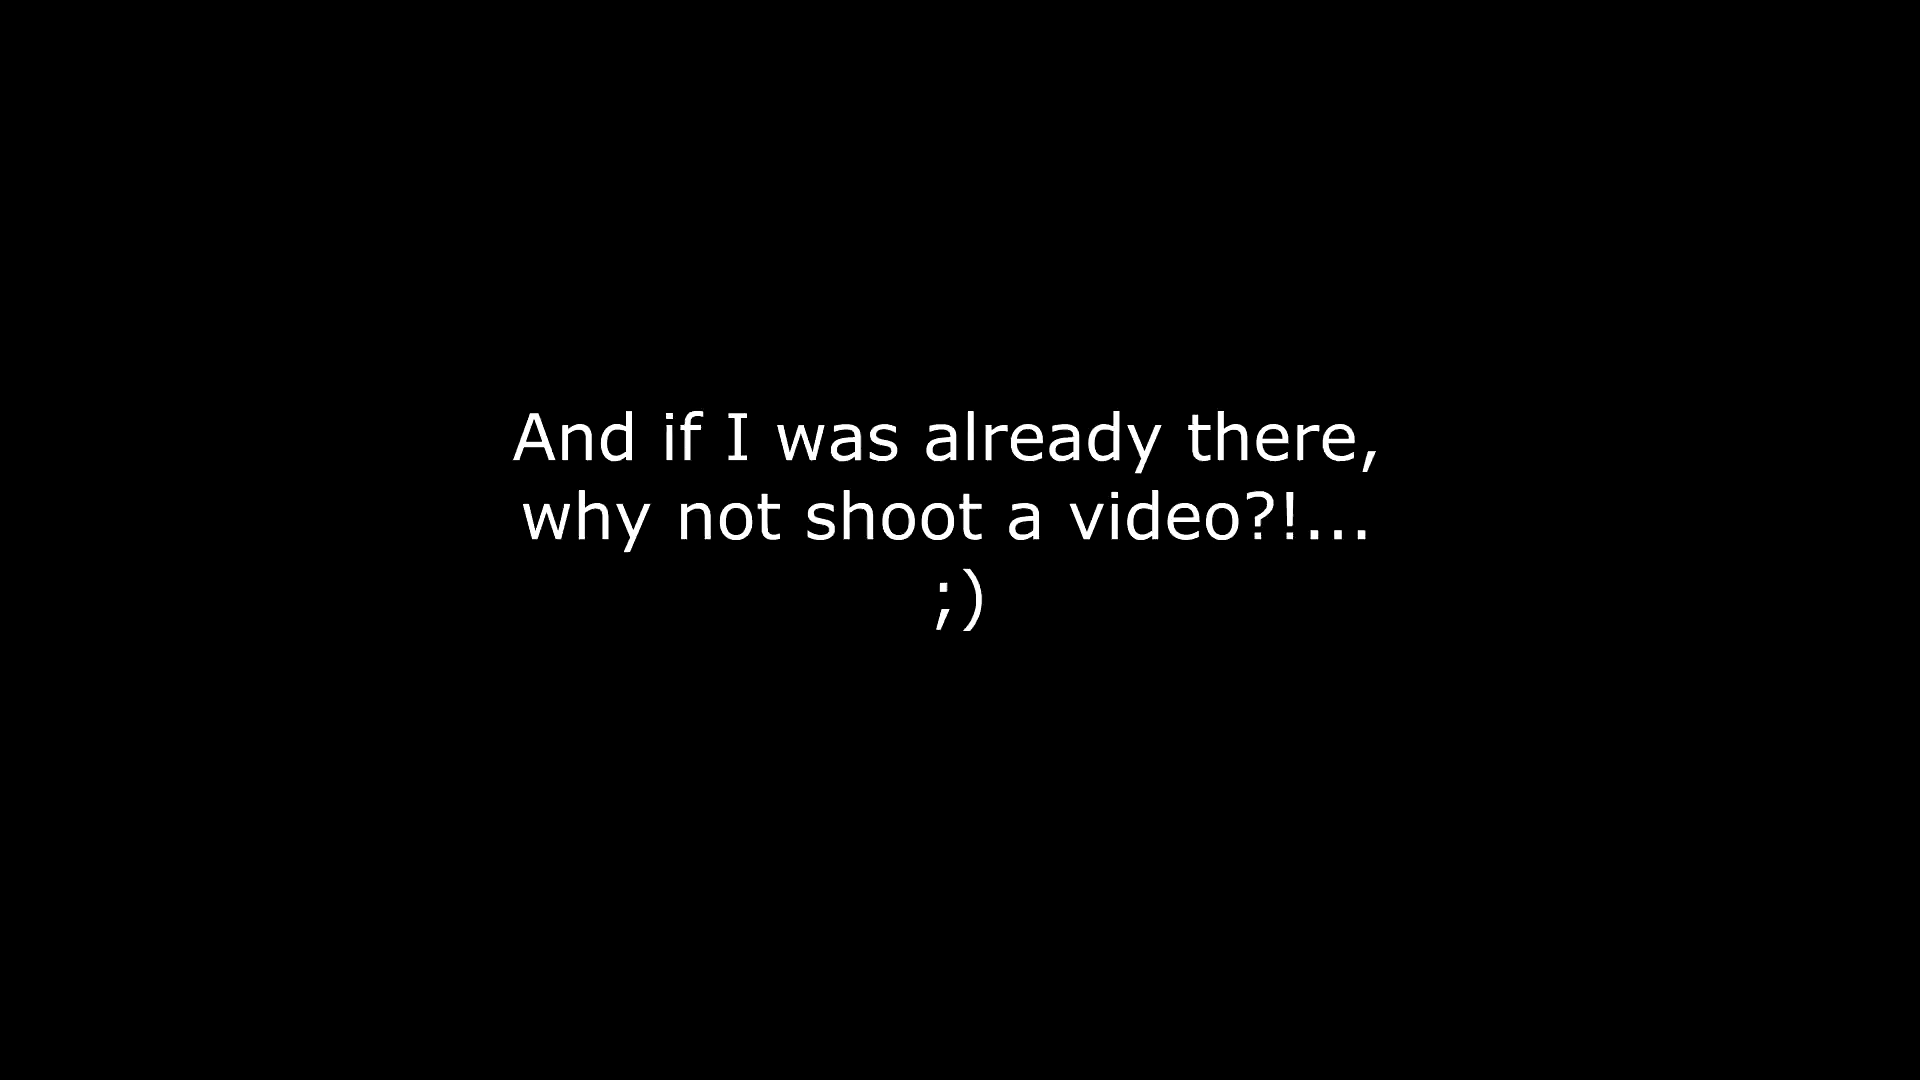 And if I was already there,
why not shoot a video?!...
;)